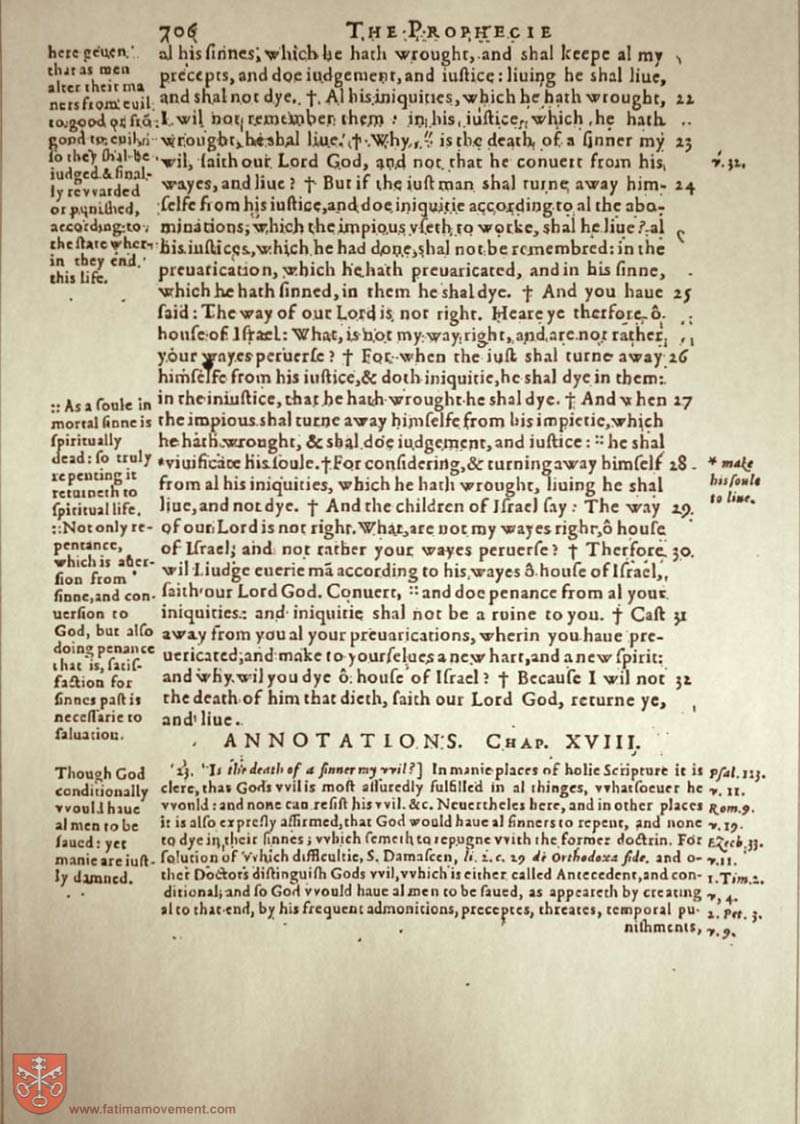 706 THE PROPHECIE
al his sinnes, which he hath wrought, and shal keepe al my
precepts, and doe iudgement, and iustice: liuing he shal liue,
and shal not dye. † Al his iniquities, which he hath wrought, 22
I wil not remember them: in his iustice, which he hath
wrought, he shal liue. † Why, " is the death of a sinner my 23
wil, saith our Lord God, and not that he conuert from his
wayes, and liue? † But if the iust man shal turne away him- 24
selfe from his iustice, and doe iniquitie according to al the abo-
minations, which the impious vseth to worke, shal he liue? al
his iustices, which he had done, shal not be remembred: in the
preuarication, which he hath preuaricated, and in his sinne,
which he hath sinned, in them he shal dye. † And you haue 25
said: The way of our Lord is not right. Heare ye therfore ô
house of Israel: What, is not my way right, and are not rather
your wayes peruerse? † For when the iust shal turne away 26
himselfe from his iustice, & doth iniquitie, he shal dye in them:
in the iniustice, that he hath wrought he shal dye. † And when 27
the impious shal turne away himselfe from his impietie, which
he hath wrought, & shal doe iudgement, and iustice: :: he shal
*viuificate his soule. † For considering, & turning away himself 28
from al his iniquities, which he hath wrought, liuing he shal
liue, and not dye. † And the children of Israel say: The way 29.
of our Lord is not right. What, are not my wayes right, ô house
of Israel, and not rather your wayes peruerse? † Therfore 30.
wil I iudge euerie mã according to his wayes ô house of Israel,
saith our Lord God. Conuert, :: and doe penance from al your
iniquities: and iniquitie shal not be a ruine to you. † Cast 31
away from you al your preuarications, wherin you haue pre-
uericated, and make to yourselues a new hart, and a new spirit:
and why wil you dye ô house of Israel? † Because I wil not 32
the death of him that dieth, saith our Lord God, returne ye,
and liue.
here geuen
that as men
alter their ma
ners from euil
to good or frõ
good to euil,
so they shal be
iudged & final-
ly revvarded
or punished,
according to
the state wher-
in they end
this life.
:: As a soule in
mortal sinne is
spiritually
dead: so truly
repenting it
returneth to
spiritual life.
:: Not only re-
pentance,
which is auer-
sion from
sinne, and con-
uersion to
God, but also
doing penance
that is, satis-
faction for
sinnes past is
necessarie to
saluation.
v. 32.
* make
his soule
to liue.
ANNOTATIONS. CHAP. XVIII.
23. Is the death of a sinner my vvil?] In manie places of holie Scripture it is
clere, that Gods vvil is most assuredly fulfilled in al thinges, vvhatsoeuer he
vvould: and none can resist his vvil. &c. Neuertheles here, and in other places
it is also expresly affirmed, that God would haue al sinners to repent, and none
to dye in their sinnes; vvhich semeth to repugne vvith the former doctrin. For
solution of vvhich difficultie, S. Damascen, li. 2. c. 29 de Orthodoxa fide. and o-
ther Doctors distinguish Gods vvil, vvhich is either called Antecedent, and con-
ditional; and so God vvould haue al men to be saued, as appeareth by creating
al to that end, by his frequent admonitions, preceptes, threates, temporal pu-
nishments,
Though God
conditionally
vvould haue
al men to be
saued: yet
manie are iust-
ly damned.
Psal. 113.
v. 11.
Rom. 9.
v. 19.
Ezech. 33.
v. 11.
1. Tim. 2.
v. 4.
2. Pet. 3.
v. 9.
www.fatimamovement.com